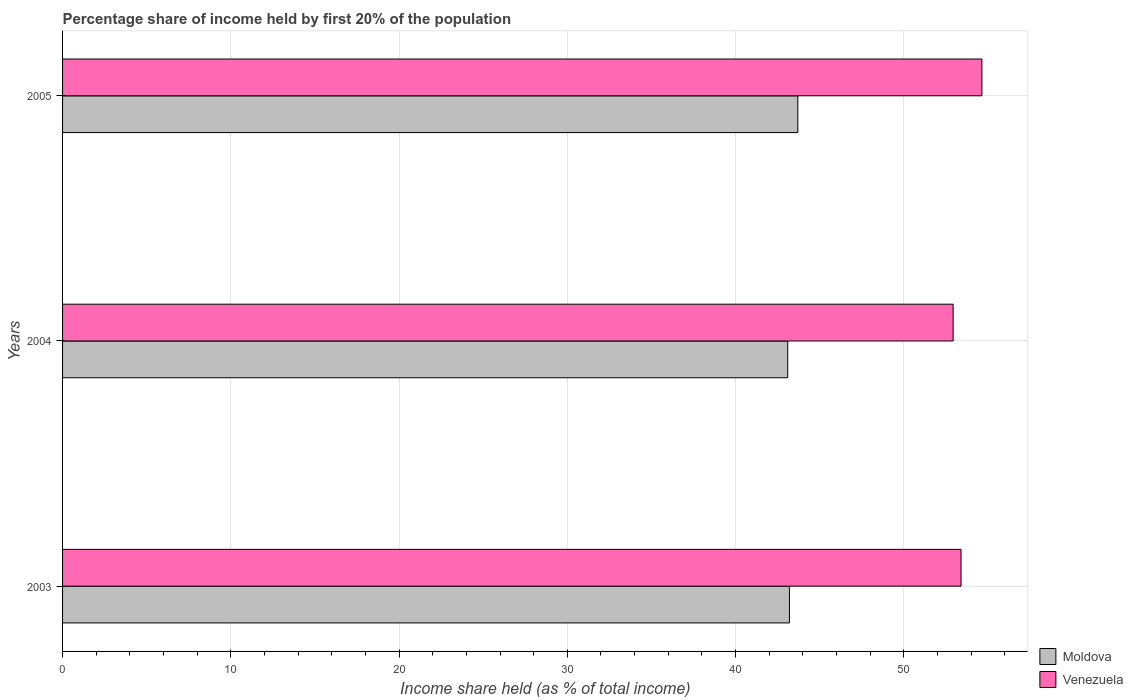 Percentage share of income held by first 20% of the population
2005
2004
2003
Years
0
10
20
30
40
50
Income share held (as % of total income)
Moldova
Venezuela